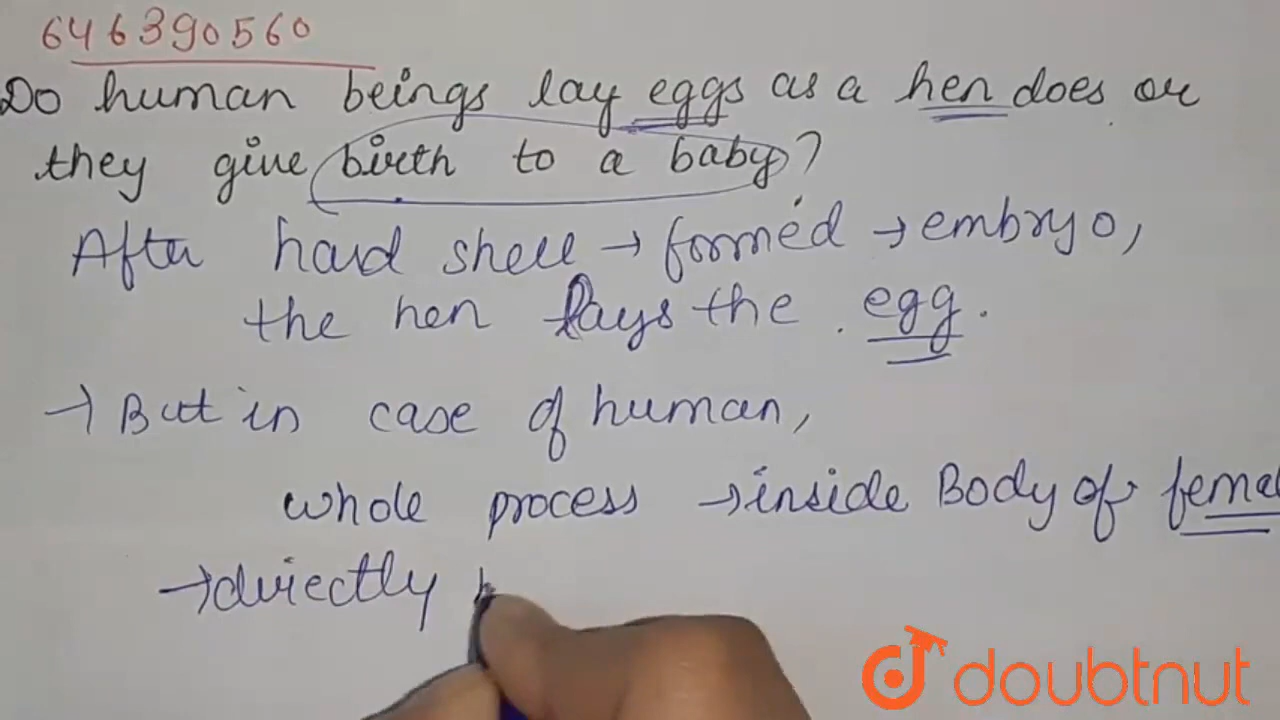 646390560
Do human beings lay eggs as a hen does or
they give birth to a baby?
After hard shell → formed → embryo,
the hen lays the egg.
→ But in case of human,
whole process → inside Body of
→ directly
doubtnut